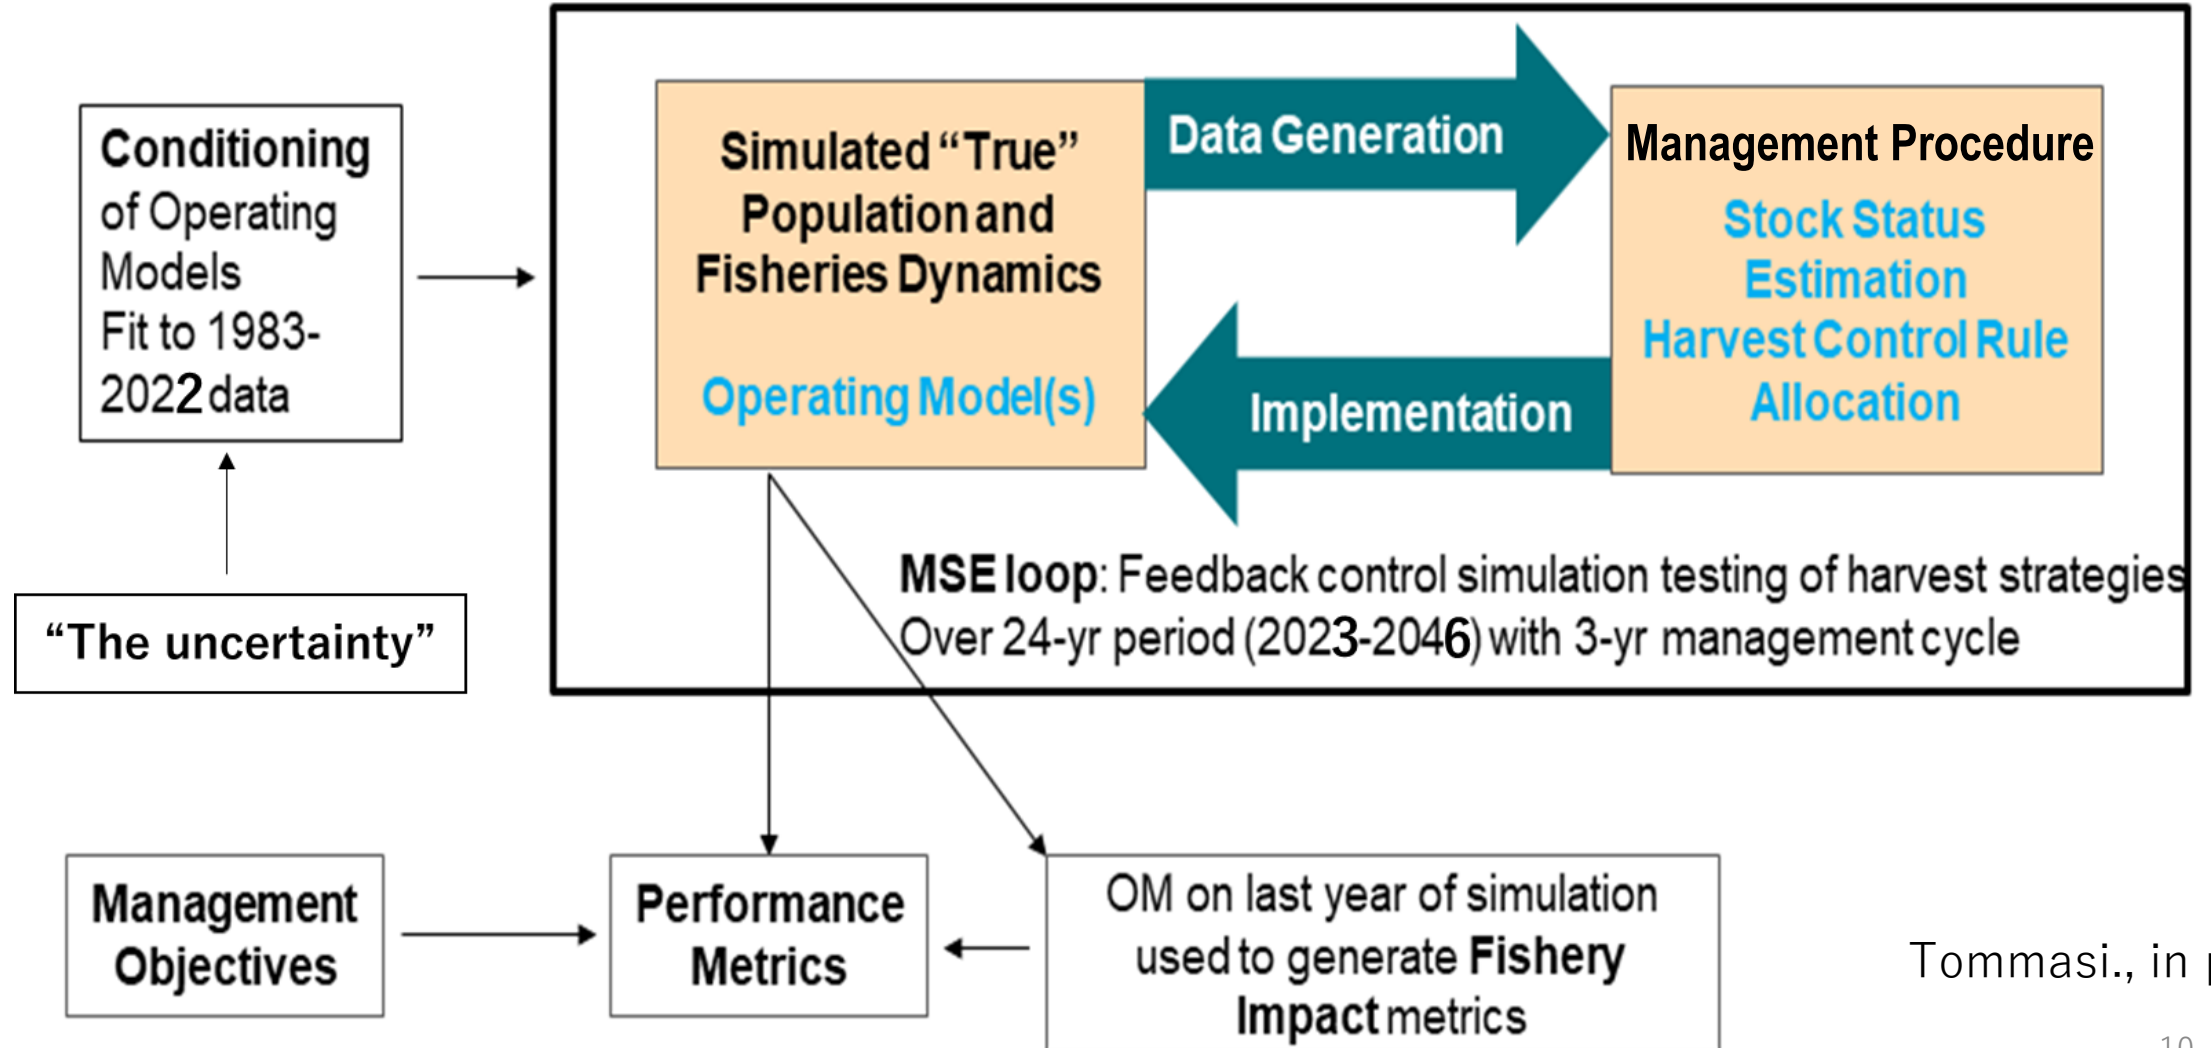 Conditioning
of Operating
Models
Fit to 1983-
2022 data
“The uncertainty”
Simulated “True”
Population and
Fisheries Dynamics
Operating Model(s)
Data Generation
Implementation
Management Procedure
Stock Status
Estimation
Harvest Control Rule
Allocation
MSE loop: Feedback control simulation testing of harvest strategies
Over 24-yr period (2023-2046) with 3-yr management cycle
Management
Objectives
Performance
Metrics
OM on last year of simulation
used to generate Fishery
Impact metrics
Tommasi., in
10